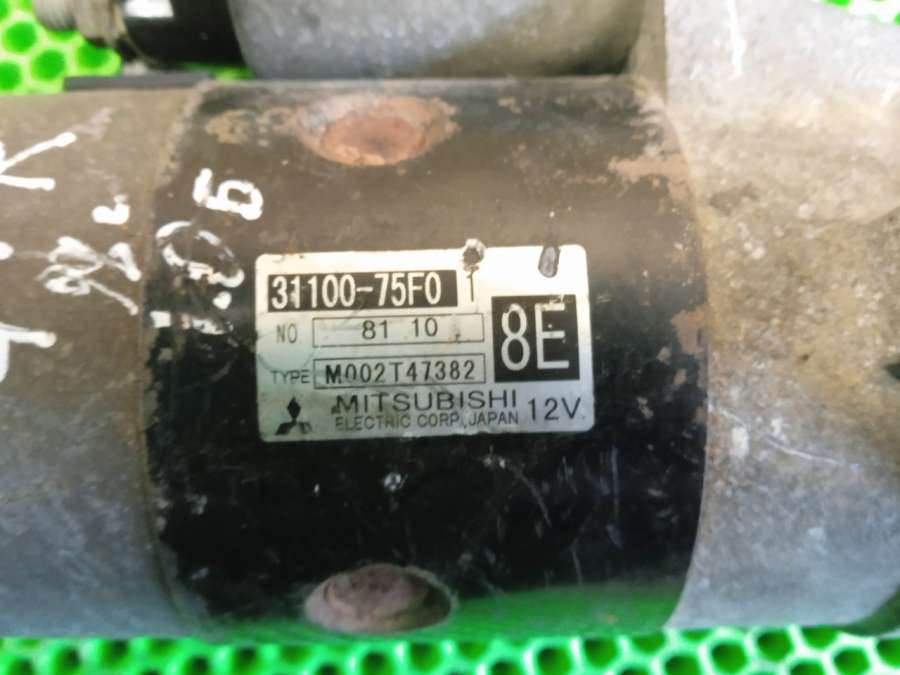 31100-75F0 1
NO 81 10
8E
TYPE M002T47382
MITSUBISHI
ELECTRIC CORP., JAPAN 12V